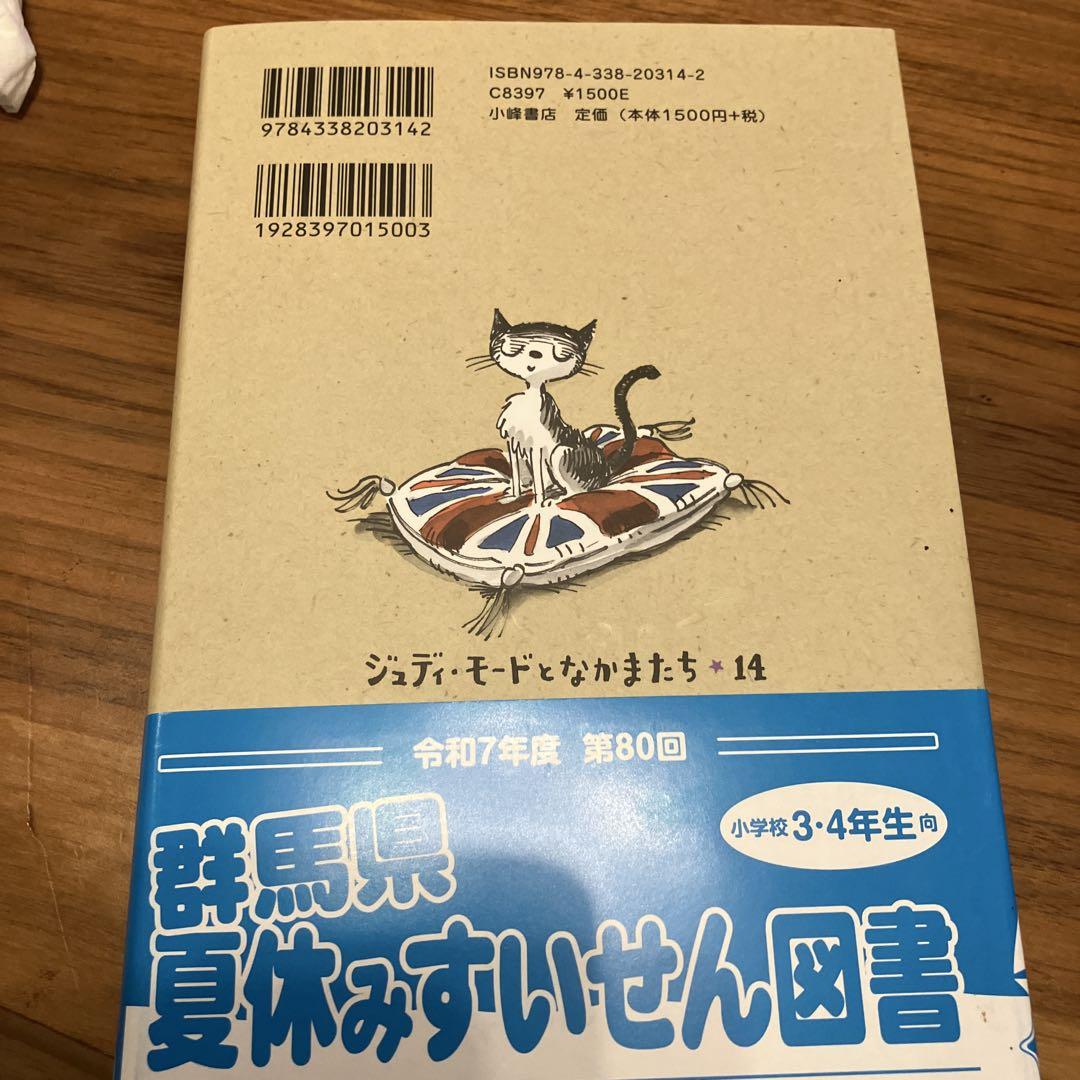 ISBN978-4-338-20314-2
C8397 ¥1500E
小峰書店 定価(本体1500円+税)
9784338203142
1928397015003
ジュディ・モードとなかまたち★14
令和7年度 第80回
小学校3・4年生向
群馬県
夏休みすいせん図書